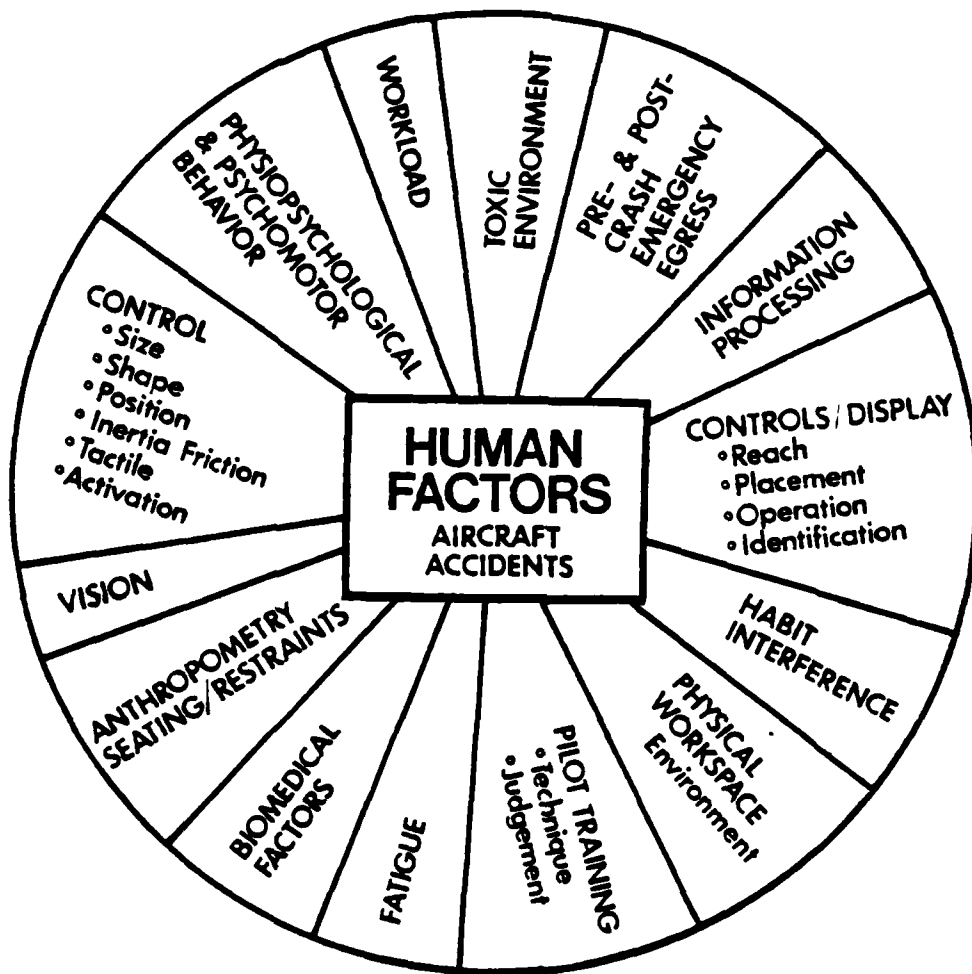 HUMAN
FACTORS
AIRCRAFT
ACCIDENTS
WORKLOAD
TOXIC
ENVIRONMENT
PRE- & POST-
CRASH
EMERGENCY
EGRESS
INFORMATION
PROCESSING
CONTROLS/DISPLAY
• Reach
• Placement
• Operation
• Identification
HABIT
INTERFERENCE
PHYSICAL
WORKSPACE
Environment
PILOT TRAINING
• Technique
• Judgement
FATIGUE
BIOMEDICAL
FACTORS
ANTHROPOMETRY
SEATING/RESTRAINTS
VISION
CONTROL
• Size
• Shape
• Position
• Inertia Friction
• Tactile
• Activation
PHYSIOPSYCHOLOGICAL
& PSYCHOMOTOR
BEHAVIOR